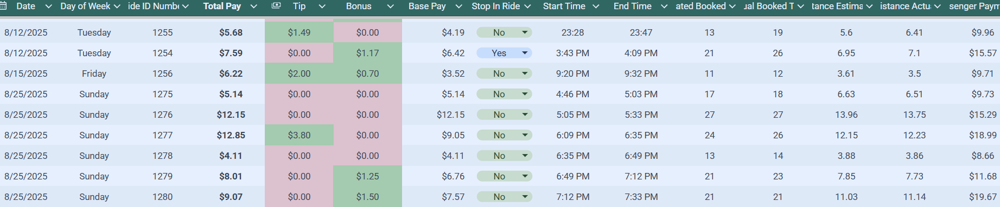 Date Day of Week ide ID Numbe Total Pay Tip Bonus Base Pay Stop In Ride Start Time End Time ated Booked ual Booked T tance Estima istance Actu senger Paym
8/12/2025 Tuesday 1255 $5.68 $1.49 $0.00 $4.19 No 23:28 23:47 13 19 5.6 6.41 $9.96
8/12/2025 Tuesday 1254 $7.59 $0.00 $1.17 $6.42 Yes 3:43 PM 4:09 PM 21 26 6.95 7.1 $15.57
8/15/2025 Friday 1256 $6.22 $2.00 $0.70 $3.52 No 9:20 PM 9:32 PM 11 12 3.61 3.5 $9.71
8/25/2025 Sunday 1275 $5.14 $0.00 $0.00 $5.14 No 4:46 PM 5:03 PM 17 18 6.63 6.51 $9.73
8/25/2025 Sunday 1276 $12.15 $0.00 $0.00 $12.15 No 5:05 PM 5:33 PM 27 27 13.96 13.75 $15.29
8/25/2025 Sunday 1277 $12.85 $3.80 $0.00 $9.05 No 6:09 PM 6:35 PM 24 26 12.15 12.23 $18.99
8/25/2025 Sunday 1278 $4.11 $0.00 $0.00 $4.11 No 6:35 PM 6:49 PM 13 14 3.88 3.86 $8.66
8/25/2025 Sunday 1279 $8.01 $0.00 $1.25 $6.76 No 6:49 PM 7:12 PM 21 23 7.85 7.73 $11.68
8/25/2025 Sunday 1280 $9.07 $0.00 $1.50 $7.57 No 7:12 PM 7:33 PM 21 21 11.03 11.14 $19.67